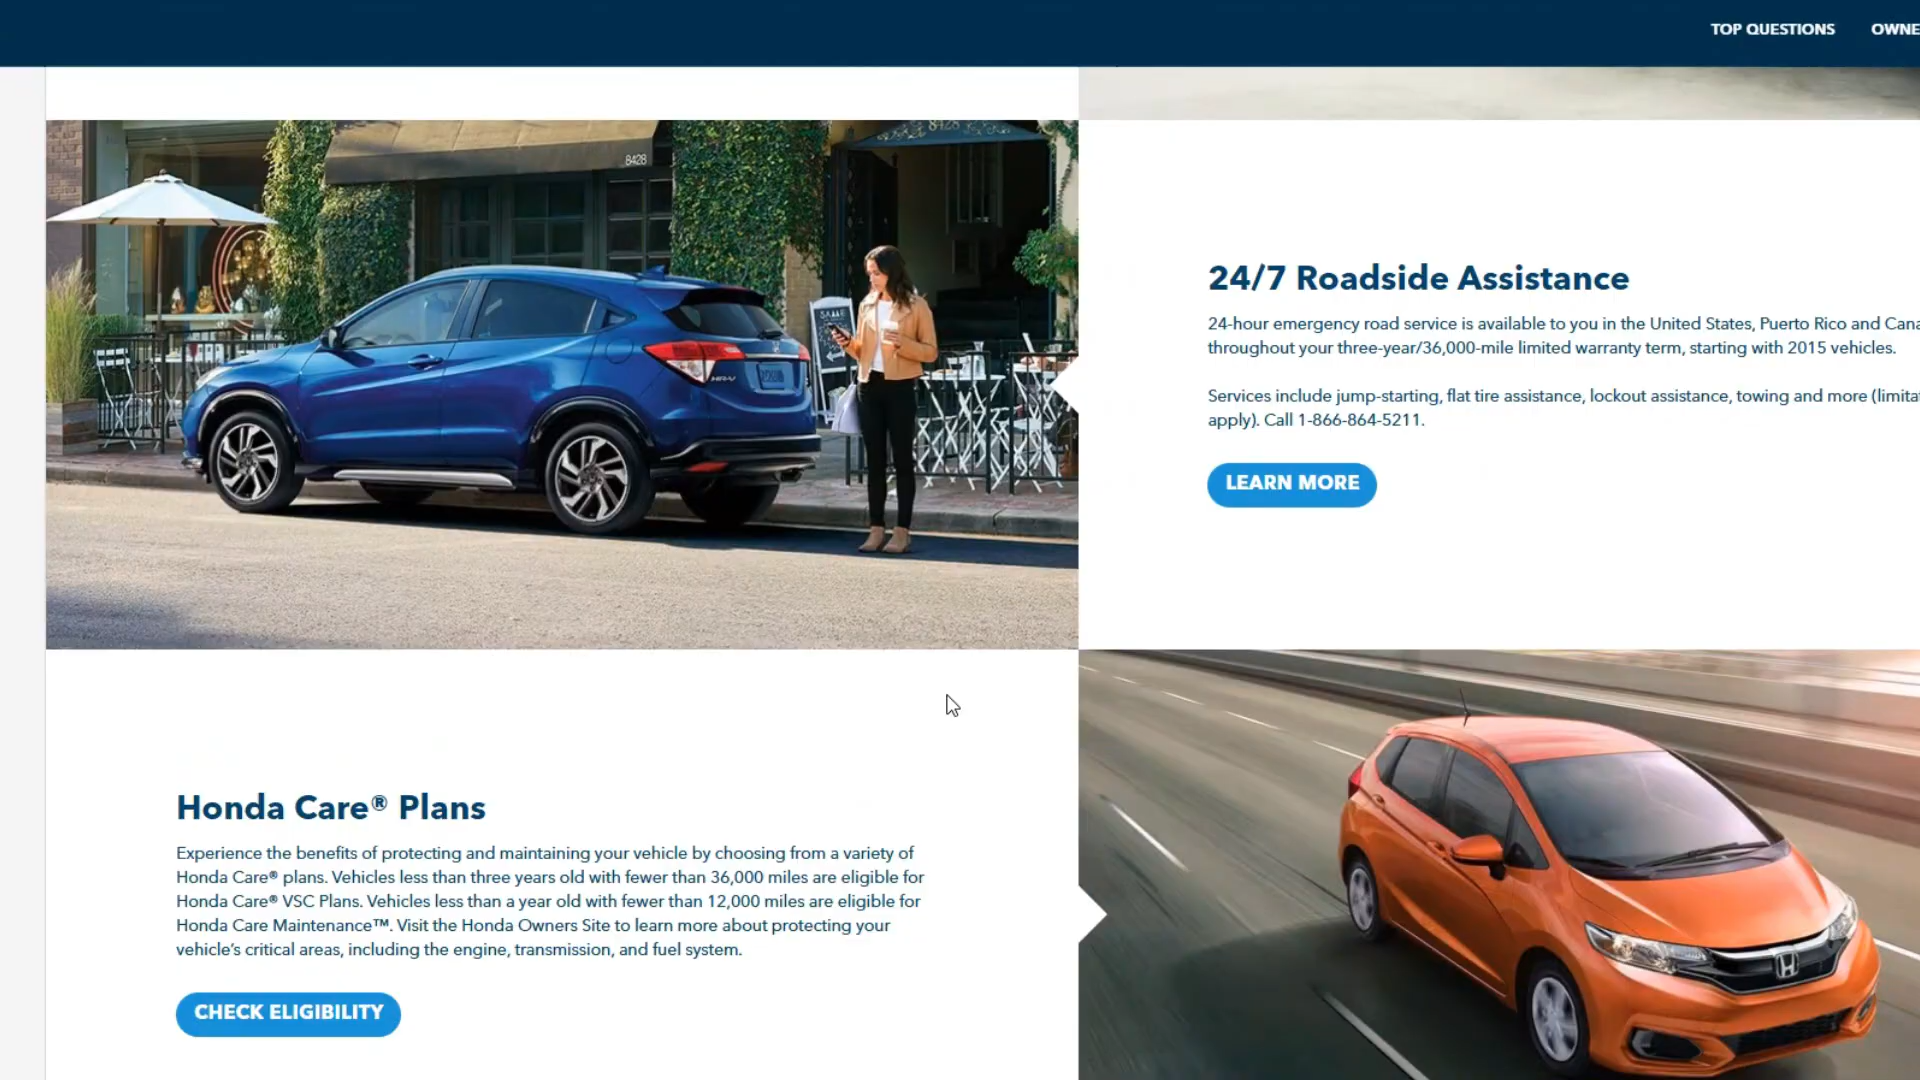 TOP QUESTIONS OWNE
8428
8428
HR-V
24/7 Roadside Assistance
24-hour emergency road service is available to you in the United States, Puerto Rico and Cana
throughout your three-year/36,000-mile limited warranty term, starting with 2015 vehicles.
Services include jump-starting, flat tire assistance, lockout assistance, towing and more (limita
apply). Call 1-866-864-5211.
LEARN MORE
Honda Care® Plans
Experience the benefits of protecting and maintaining your vehicle by choosing from a variety of
Honda Care® plans. Vehicles less than three years old with fewer than 36,000 miles are eligible for
Honda Care® VSC Plans. Vehicles less than a year old with fewer than 12,000 miles are eligible for
Honda Care Maintenance™. Visit the Honda Owners Site to learn more about protecting your
vehicle's critical areas, including the engine, transmission, and fuel system.
CHECK ELIGIBILITY